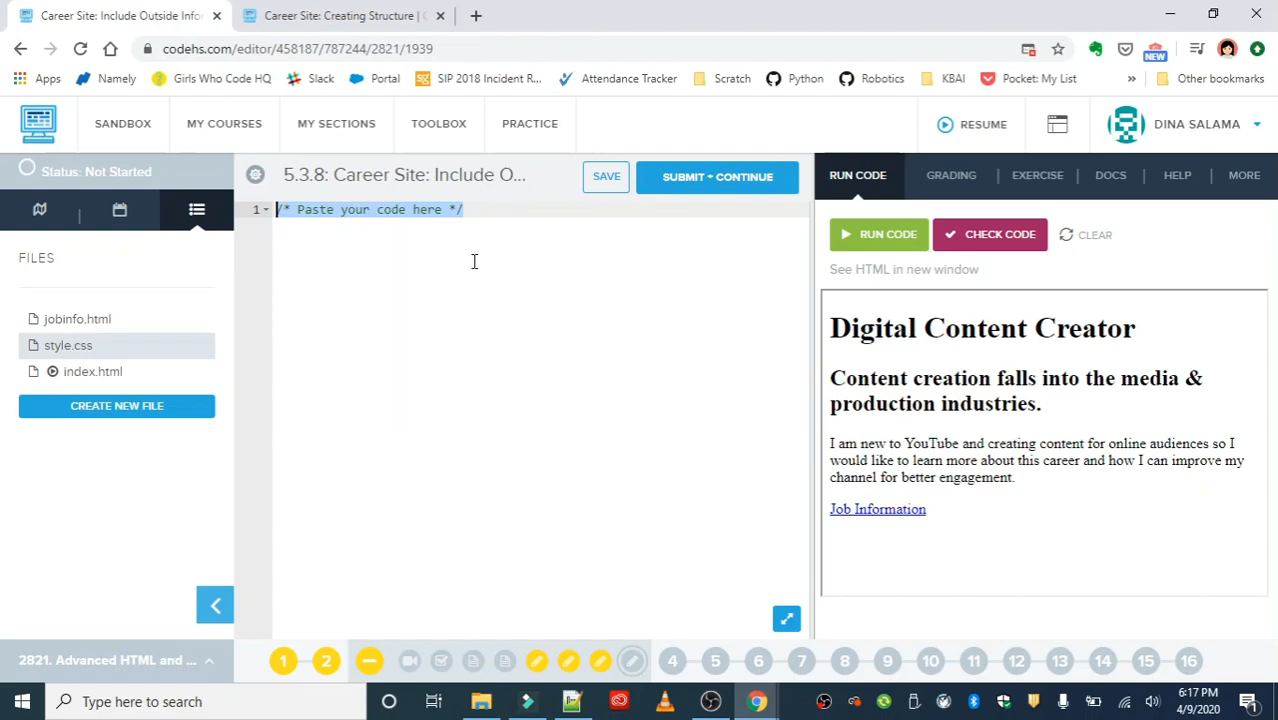 Career Site: Include Outside Infor
Career Site: Creating Structure |
codehs.com/editor/458187/787244/2821/1939
NEW
Apps
Namely
Girls Who Code HQ
Slack
Portal
SIP 2018 Incident R...
Attendance Tracker
Scratch
Python
Robotics
KBAI
Pocket: My List
»
Other bookmarks
SANDBOX
MY COURSES
MY SECTIONS
TOOLBOX
PRACTICE
RESUME
DINA SALAMA
Status: Not Started
5.3.8: Career Site: Include O...
SAVE
SUBMIT + CONTINUE
RUN CODE
GRADING
EXERCISE
DOCS
HELP
MORE
FILES
jobinfo.html
style.css
index.html
CREATE NEW FILE
1
/* Paste your code here */
RUN CODE
CHECK CODE
CLEAR
See HTML in new window
Digital Content Creator
Content creation falls into the media &
production industries.
I am new to YouTube and creating content for online audiences so I
would like to learn more about this career and how I can improve my
channel for better engagement.
Job Information
2821. Advanced HTML and ...
1 2 4 5 6 7 8 9 10 11 12 13 14 15 16
Type here to search
6:17 PM
4/9/2020
1